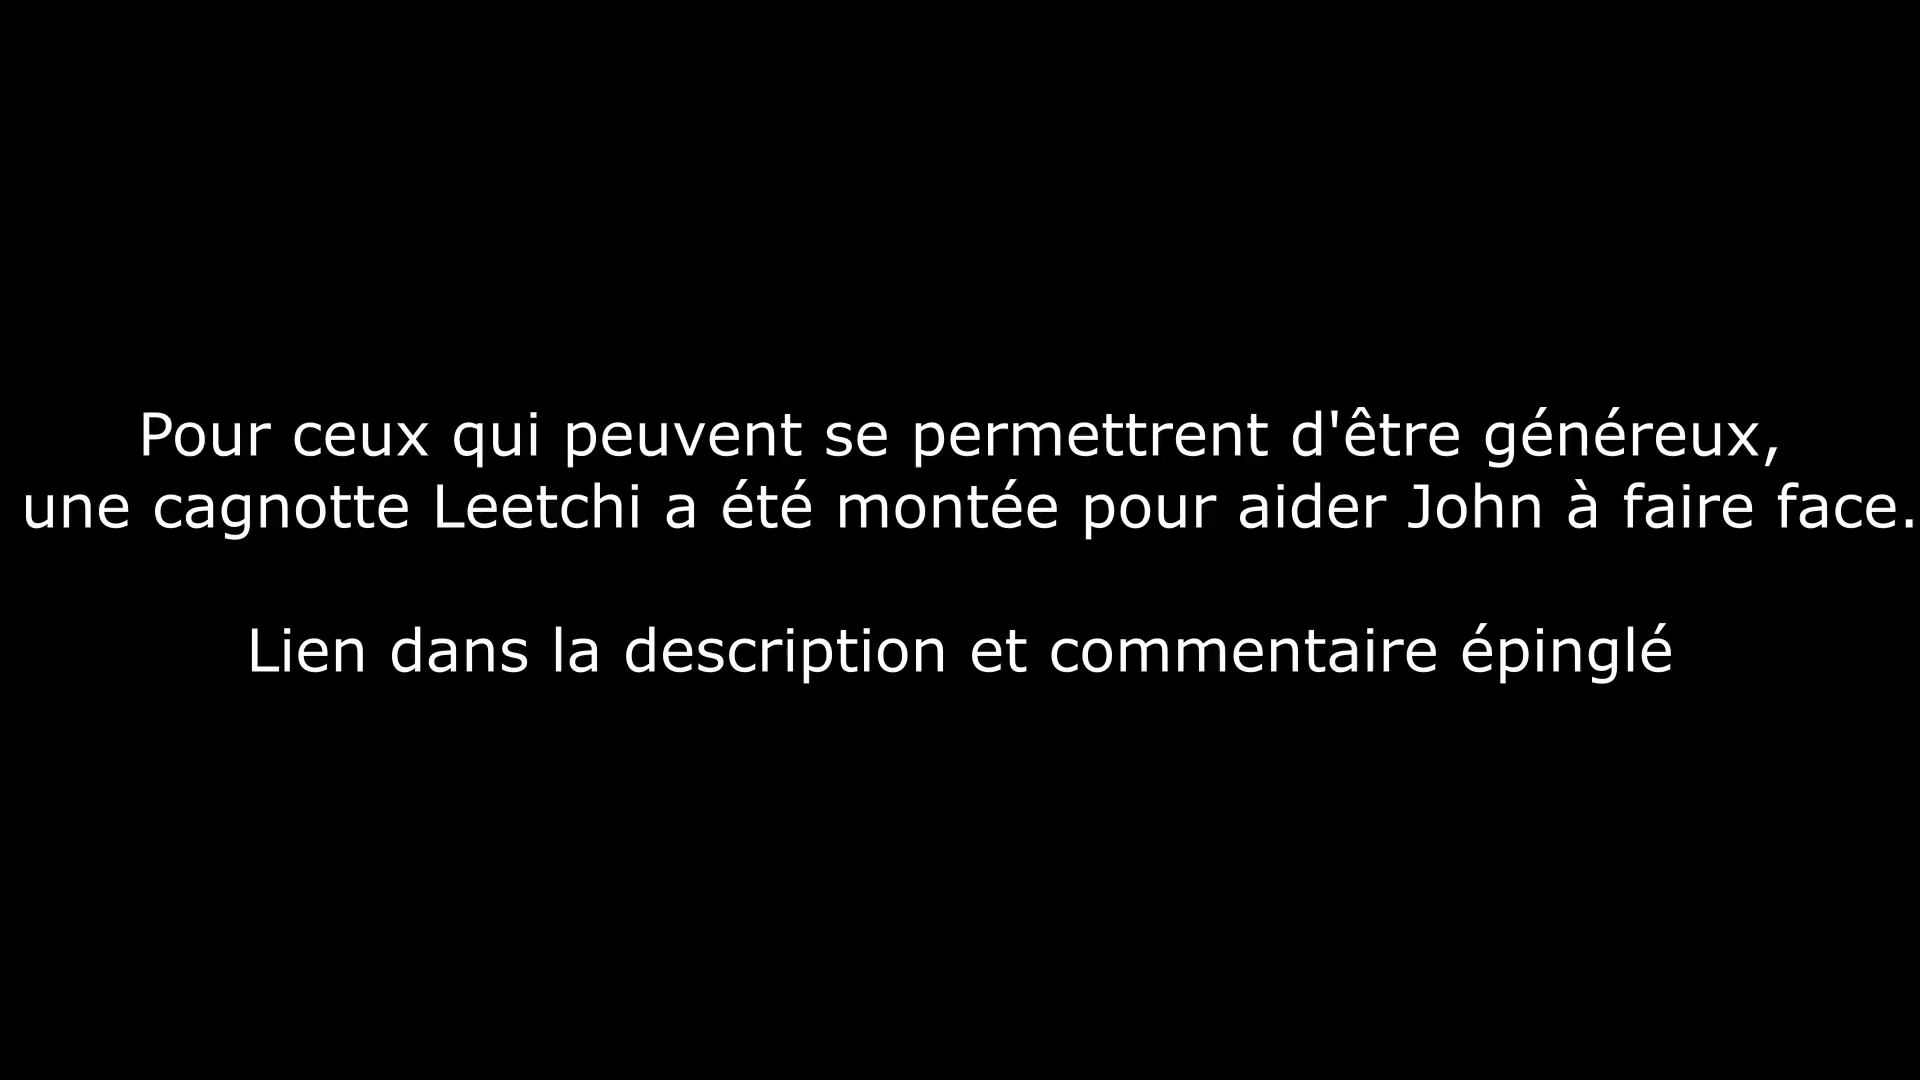 Pour ceux qui peuvent se permettrent d'être généreux,
une cagnotte Leetchi a été montée pour aider John à faire face.
Lien dans la description et commentaire épinglé